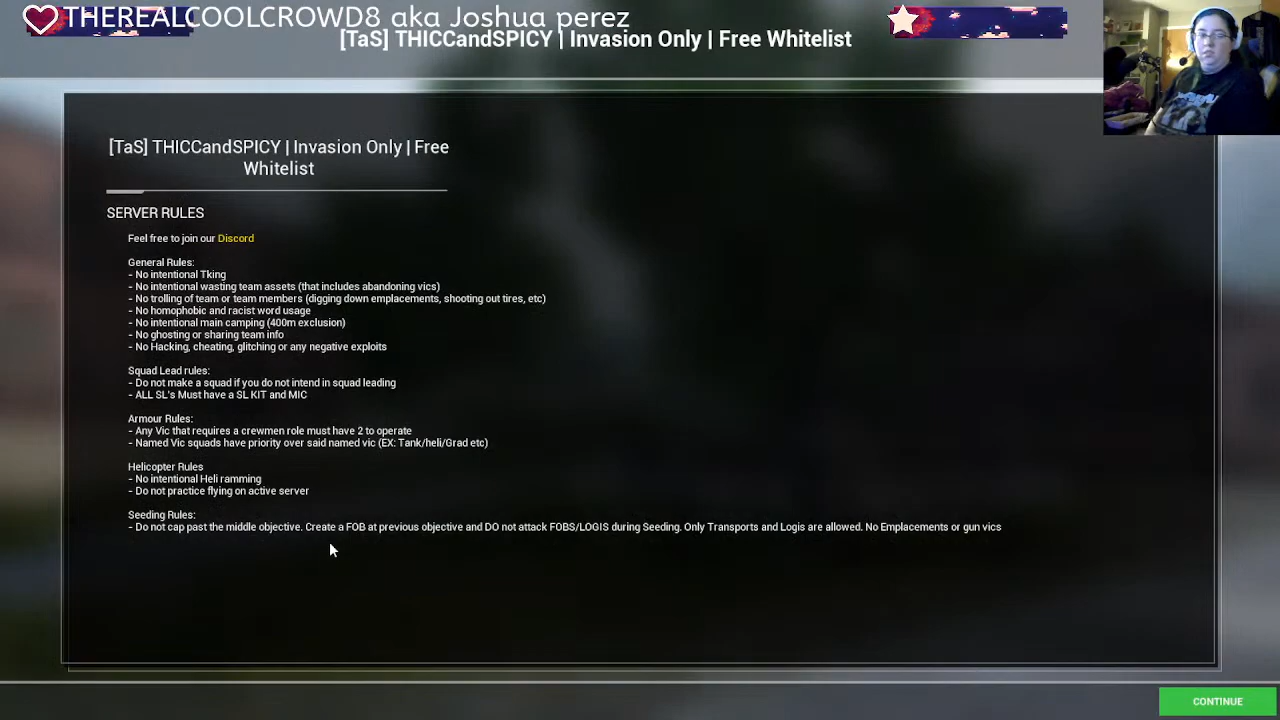 THEREALCOOLCROWD8 aka Joshua perez
[TaS] THICCandSPICY | Invasion Only | Free Whitelist
[TaS] THICCandSPICY | Invasion Only | Free
Whitelist
SERVER RULES
Feel free to join our Discord
General Rules:
- No intentional Tking
- No intentional wasting team assets (that includes abandoning vics)
- No trolling of team or team members (digging down emplacements, shooting out tires, etc)
- No homophobic and racist word usage
- No intentional main camping (400m exclusion)
- No ghosting or sharing team info
- No Hacking, cheating, glitching or any negative exploits
Squad Lead rules:
- Do not make a squad if you do not intend in squad leading
- ALL SL's Must have a SL KIT and MIC
Armour Rules:
- Any Vic that requires a crewmen role must have 2 to operate
- Named Vic squads have priority over said named vic (EX: Tank/heli/Grad etc)
Helicopter Rules
- No intentional Heli ramming
- Do not practice flying on active server
Seeding Rules:
- Do not cap past the middle objective. Create a FOB at previous objective and DO not attack FOBS/LOGIS during Seeding. Only Transports and Logis are allowed. No Emplacements or gun vics
CONTINUE